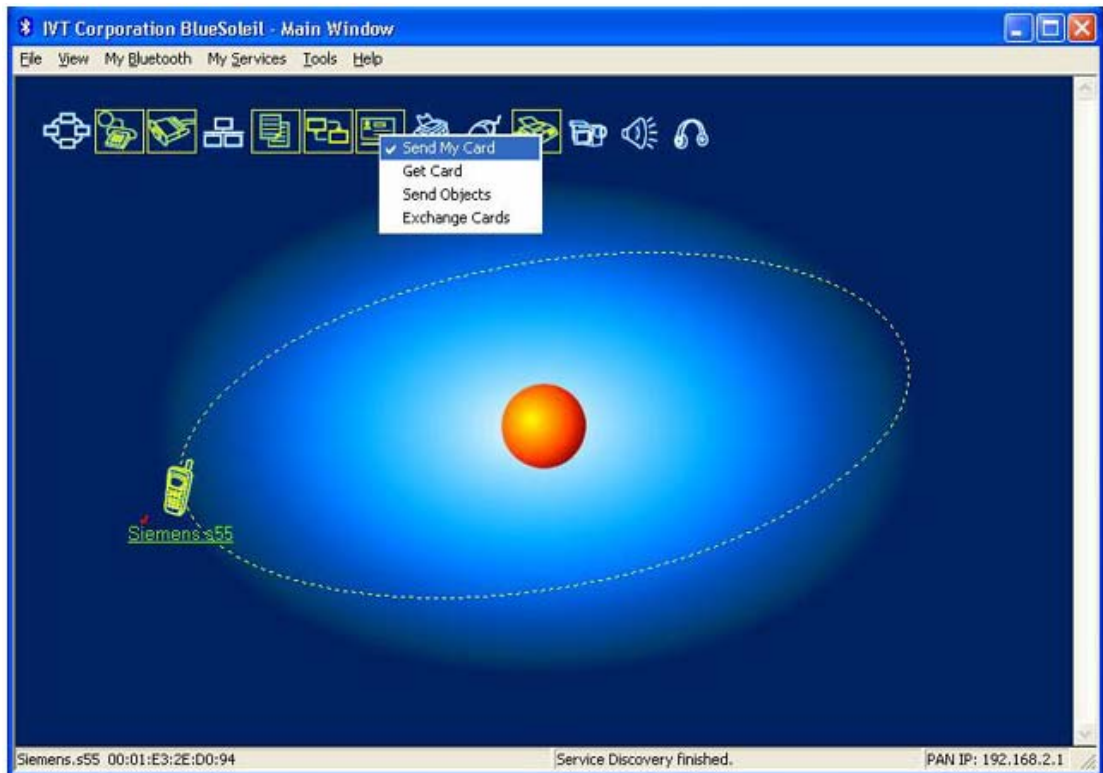 IVT Corporation BlueSoleil - Main Window
File View My Bluetooth My Services Tools Help
Send My Card
Get Card
Send Objects
Exchange Cards
Siemens.s55
Siemens.s55 00:01:E3:2E:D0:94 Service Discovery finished. PAN IP: 192.168.2.1